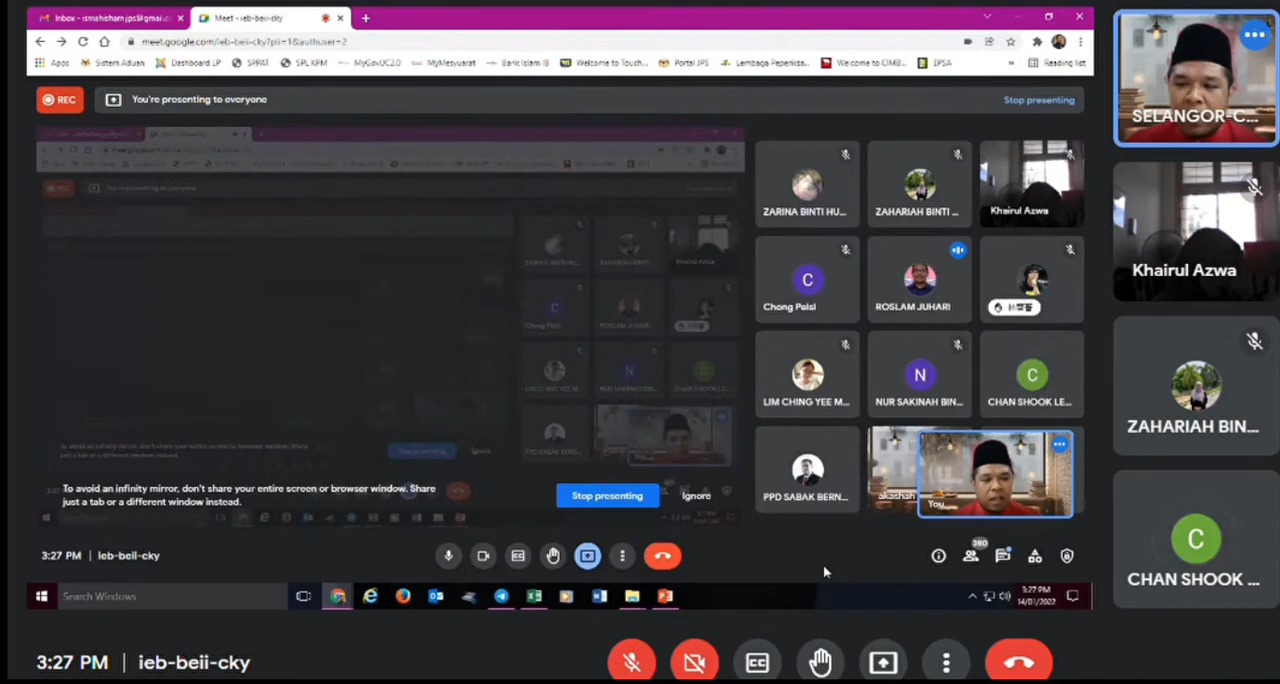 Inbox - ismahisham.jps@gmail.c
Meet - ieb-beii-cky
meet.google.com/ieb-beii-cky?pli=1&authuser=2
Apps
Sistem Aduan
Dashboard LP
SPPAT
SPL KPM
MyGovUC2.0
MyMesyuarat
Bank Islam IB
Welcome to Touch...
Portal JPS
Lembaga Peperiksa...
Welcome to CIMB...
EPSA
»
Reading list
REC
You're presenting to everyone
Stop presenting
ZARINA BINTI HU...
ZAHARIAH BINTI ...
Khairul Azwa
Chong PeiSi
ROSLAM JUHARI
LIM CHING YEE M...
NUR SAKINAH BIN...
CHAN SHOOK LE...
PPD SABAK BERN...
akashah
You
C
N
C
To avoid an infinity mirror, don't share your entire screen or browser window. Share
just a tab or a different window instead.
Stop presenting
Ignore
3:27 PM | ieb-beii-cky
380
Search Windows
3:27 PM
14/01/2022
SELANGOR-C...
Khairul Azwa
ZAHARIAH BIN...
C
CHAN SHOOK ...
3:27 PM | ieb-beii-cky
CC